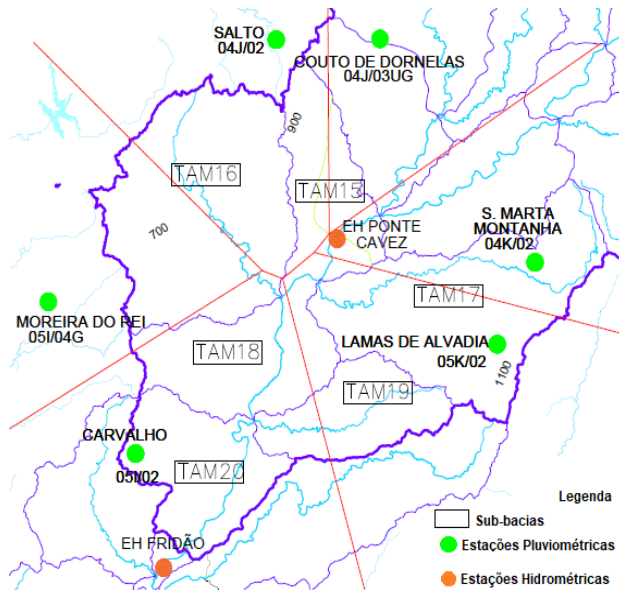 SALTO
04J/02
COUTO DE DORNELAS
04J/03UG
900
TAM16
TAM15
EH PONTE
CAVEZ
S. MARTA
MONTANHA
04K/02
700
TAM17
MOREIRA DO REI
05I/04G
TAM18
LAMAS DE ALVADIA
05K/02
1100
TAM19
CARVALHO
05I/02
TAM20
EH FRIDÃO
Legenda
Sub-bacias
Estações Pluviométricas
Estações Hidrométricas